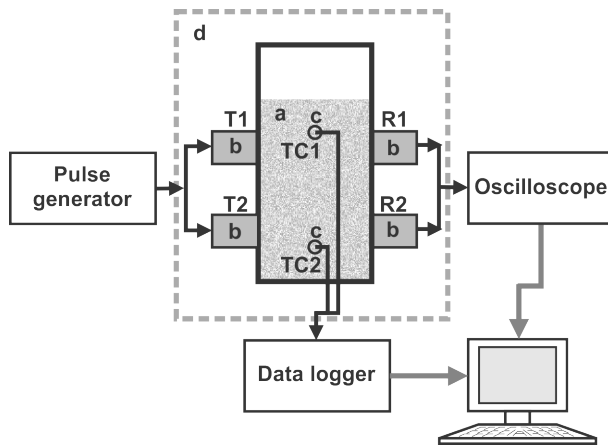 d
a
c
T1
R1
b
b
TC1
Pulse
generator
Oscilloscope
T2
R2
c
b
b
TC2
Data logger